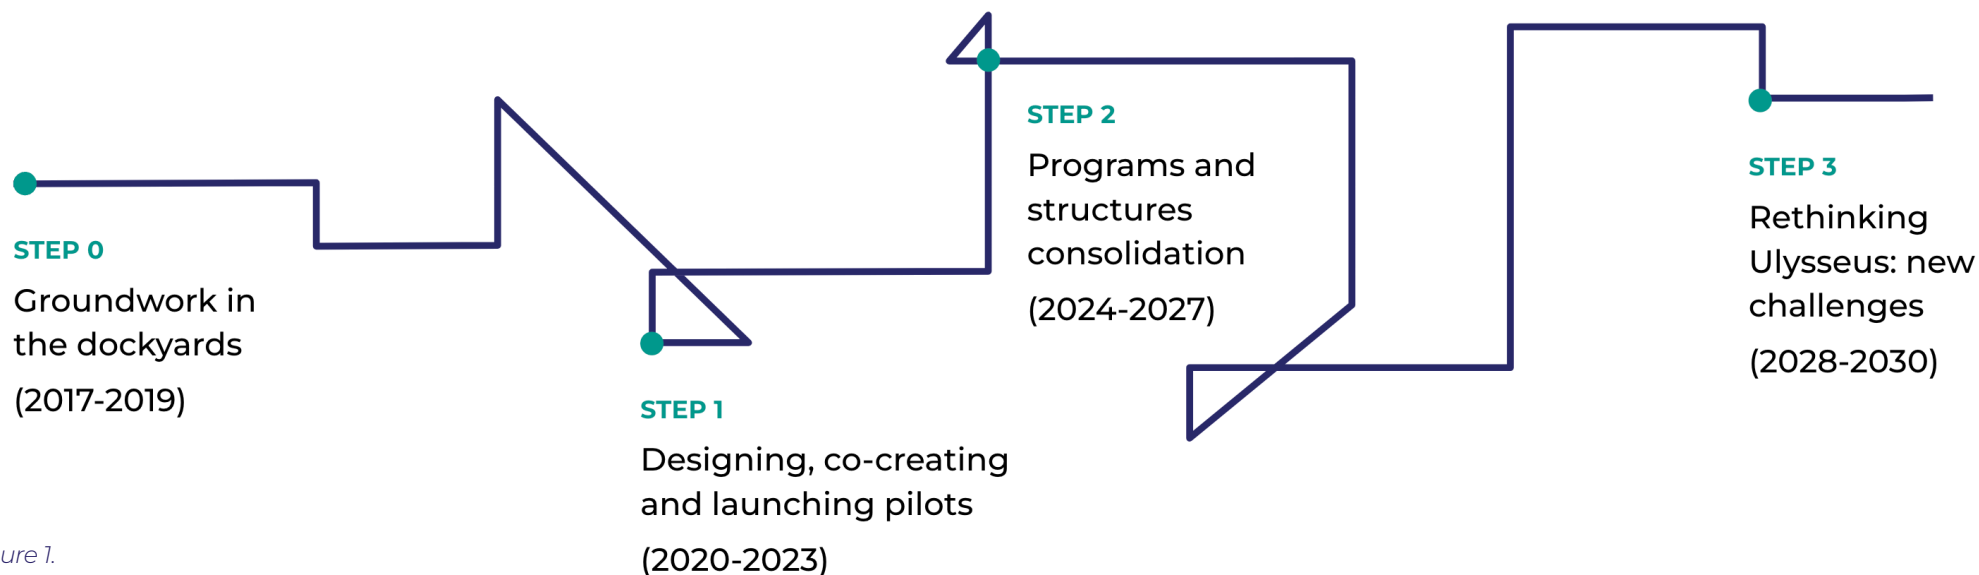 STEP 0
Groundwork in
the dockyards
(2017-2019)
STEP 1
Designing, co-creating
and launching pilots
(2020-2023)
STEP 2
Programs and
structures
consolidation
(2024-2027)
STEP 3
Rethinking
Ulysseus: new
challenges
(2028-2030)
ure 1.